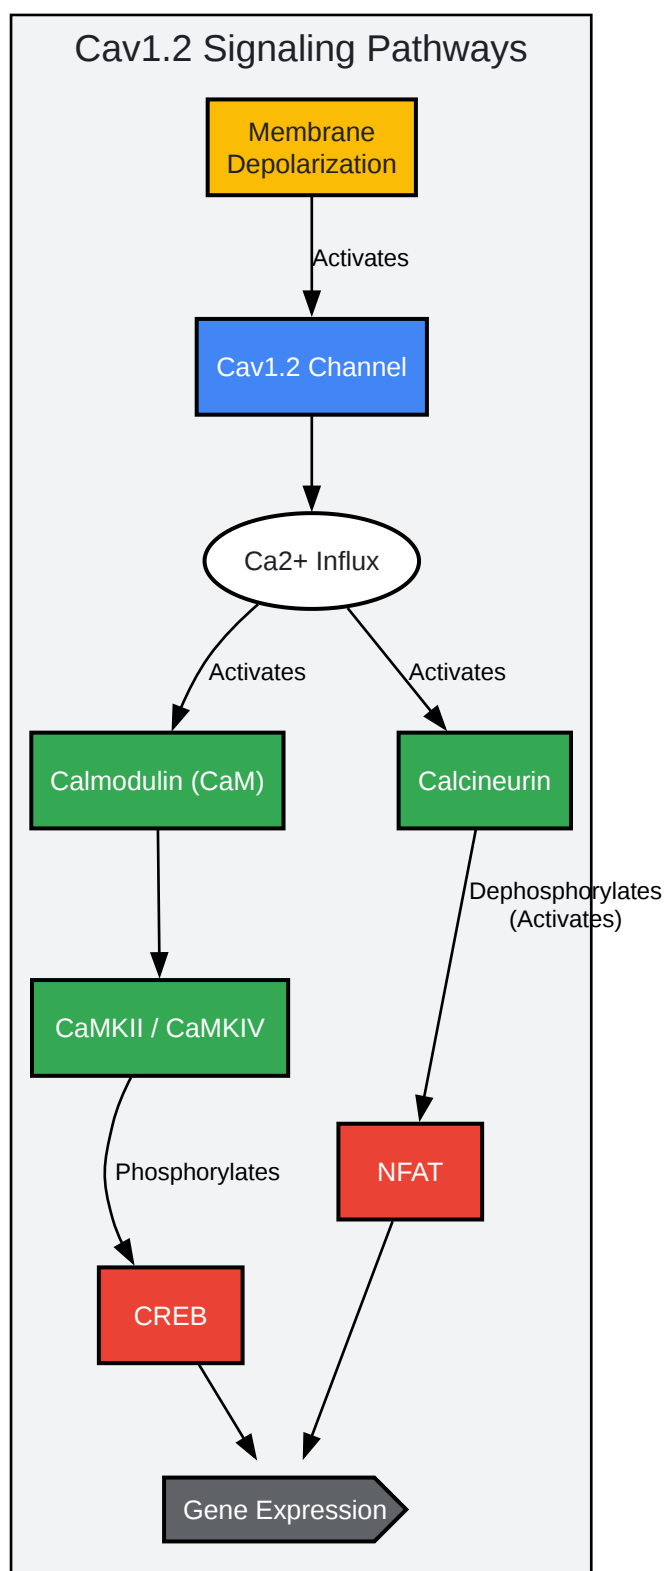 Cav1.2 Signaling Pathways
Membrane
Depolarization
Activates
Cav1.2 Channel
Ca2+ Influx
Activates
Activates
Calmodulin (CaM)
Calcineurin
Dephosphorylates
(Activates)
CaMKII / CaMKIV
Phosphorylates
NFAT
CREB
Gene Expression